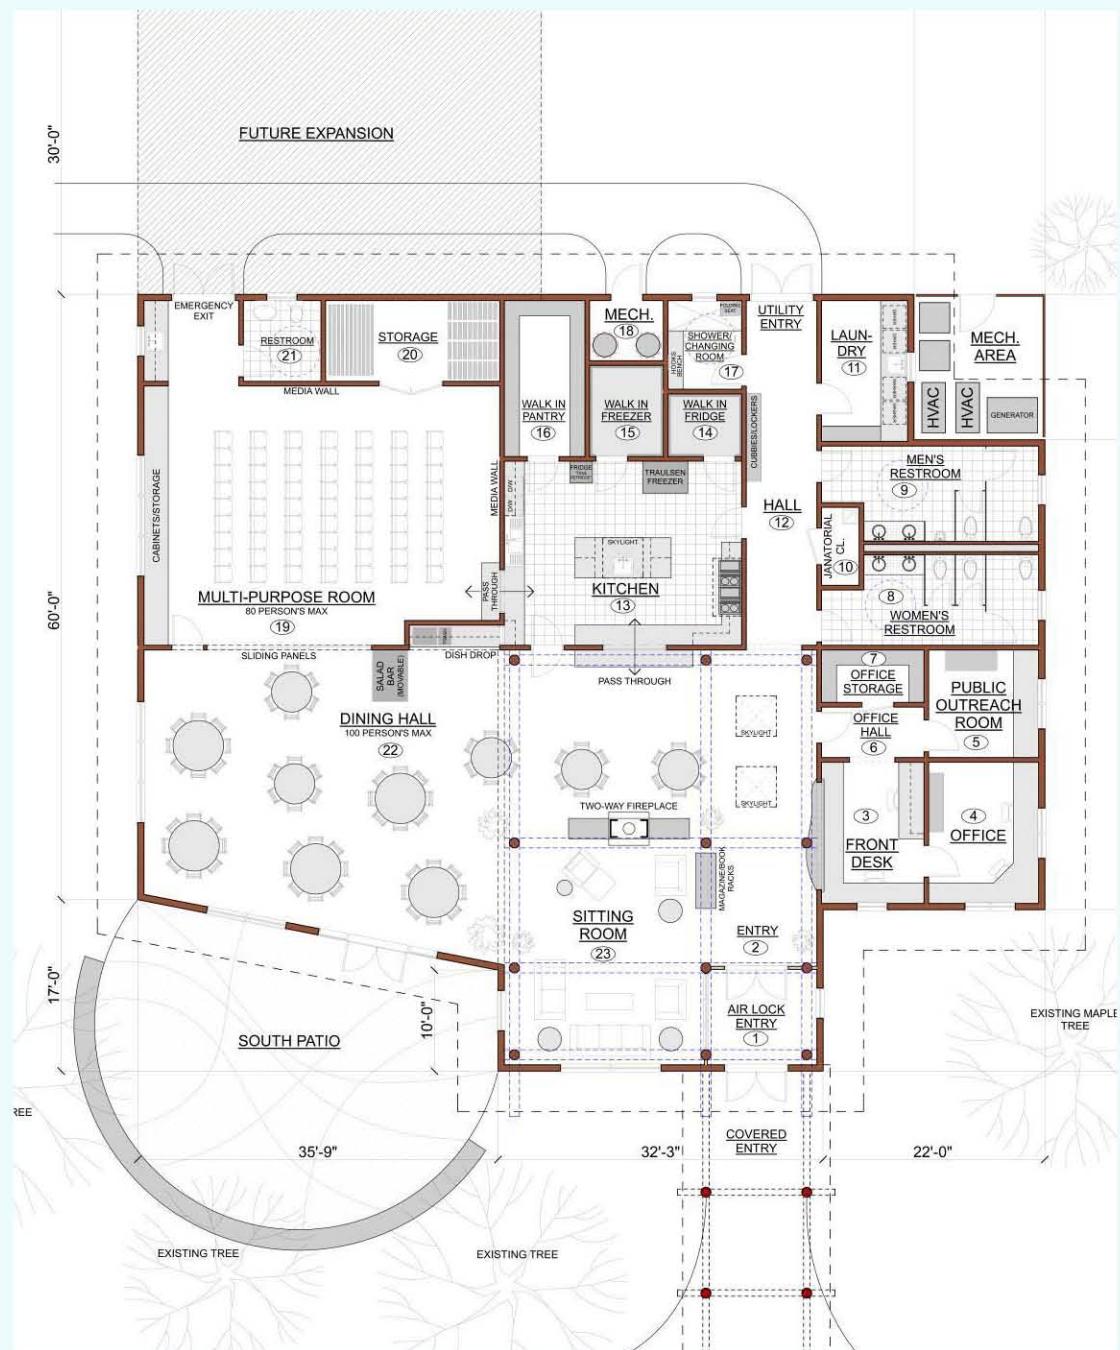 30'-0"
FUTURE EXPANSION
EMERGENCY
EXIT
RESTROOM
21
STORAGE
20
MECH.
18
FOLDING
SEAT
SHOWER/
CHANGING
ROOM
17
HOOKS
BENCH
UTILITY
ENTRY
LAUN-
DRY
11
MECH.
AREA
HVAC
HVAC
GENERATOR
MEDIA WALL
WALK IN
PANTRY
16
WALK IN
FREEZER
15
WALK IN
FRIDGE
14
CUBBIES/LOCKERS
MEN'S
RESTROOM
9
CABINETS/STORAGE
MEDIA WALL
D/W
D/W
FRIDGE
TRAULSEN
FREEZER
HALL
12
JANATORIAL
CL.
10
SKYLIGHT
KITCHEN
13
PASS
THROUGH
60'-0"
MULTI-PURPOSE ROOM
80 PERSON'S MAX
19
8
WOMEN'S
RESTROOM
SLIDING PANELS
DISH DROP
SALAD
BAR
(MOVABLE)
PASS THROUGH
7
OFFICE
STORAGE
PUBLIC
OUTREACH
ROOM
5
OFFICE
HALL
6
DINING HALL
100 PERSON'S MAX
22
SKYLIGHT
SKYLIGHT
TWO-WAY FIREPLACE
3
FRONT
DESK
4
OFFICE
MAGAZINE/BOOK
RACKS
SITTING
ROOM
23
ENTRY
2
17'-0"
10'-0"
SOUTH PATIO
AIR LOCK
ENTRY
1
EXISTING MAPLE
TREE
REE
COVERED
ENTRY
35'-9"
32'-3"
22'-0"
EXISTING TREE
EXISTING TREE